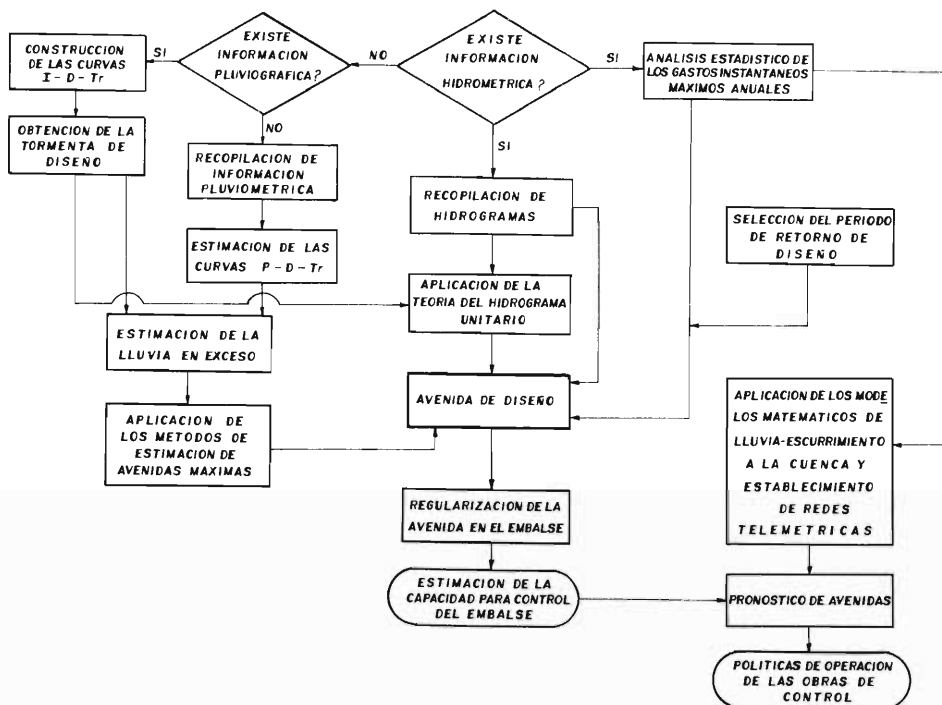 CONSTRUCCION
DE LAS CURVAS
I - D - Tr
SI
EXISTE
INFORMACION
PLUVIOGRAFICA?
NO
EXISTE
INFORMACION
HIDROMETRICA?
SI
ANALISIS ESTADISTICO DE
LOS GASTOS INSTANTANEOS
MAXIMOS ANUALES
OBTENCION DE LA
TORMENTA DE
DISEÑO
NO
RECOPILACION DE
INFORMACION
PLUVIOMETRICA
SI
RECOPILACION DE
HIDROGRAMAS
SELECCION DEL PERIODO
DE RETORNO DE
DISEÑO
ESTIMACION DE LAS
CURVAS P - D - Tr
APLICACION DE LA
TEORIA DEL HIDROGRAMA
UNITARIO
ESTIMACION DE LA
LLUVIA EN EXCESO
AVENIDA DE DISEÑO
APLICACION DE
LOS METODOS DE
ESTIMACION DE
AVENIDAS MAXIMAS
APLICACION DE LOS MODE
LOS MATEMATICOS DE
LLUVIA-ESCURRIMIENTO
A LA CUENCA Y
ESTABLECIMIENTO
DE REDES
TELEMETRICAS
REGULARIZACION DE LA
AVENIDA EN EL EMBALSE
ESTIMACION DE LA
CAPACIDAD PARA CONTROL
DEL EMBALSE
PRONOSTICO DE AVENIDAS
POLITICAS DE OPERACION
DE LAS OBRAS DE
CONTROL